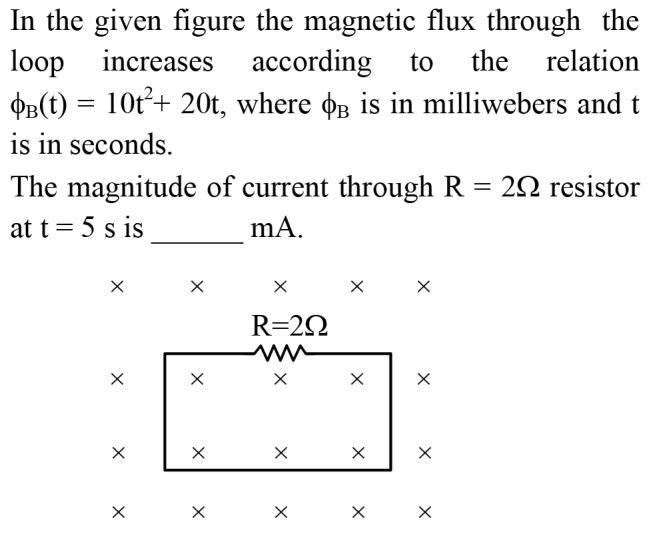 In the given figure the magnetic flux through the
loop increases according to the relation
ϕ_B(t) = 10t²+ 20t, where ϕ_B is in milliwebers and t
is in seconds.
The magnitude of current through R = 2Ω resistor
at t = 5 s is ______ mA.
× × × × ×
R=2Ω
× × × × ×
× × × × ×
× × × × ×